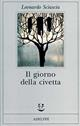 Leonardo Sciascia
Il giorno
della civetta
ADELPHI